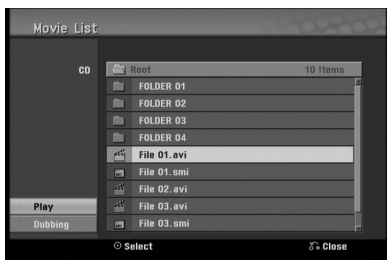 Movie List
CD
Root 10 Items
FOLDER 01
FOLDER 02
FOLDER 03
FOLDER 04
File 01.avi
File 01.smi
File 02.avi
File 03.avi
File 03.smi
Play
Dubbing
Select Close